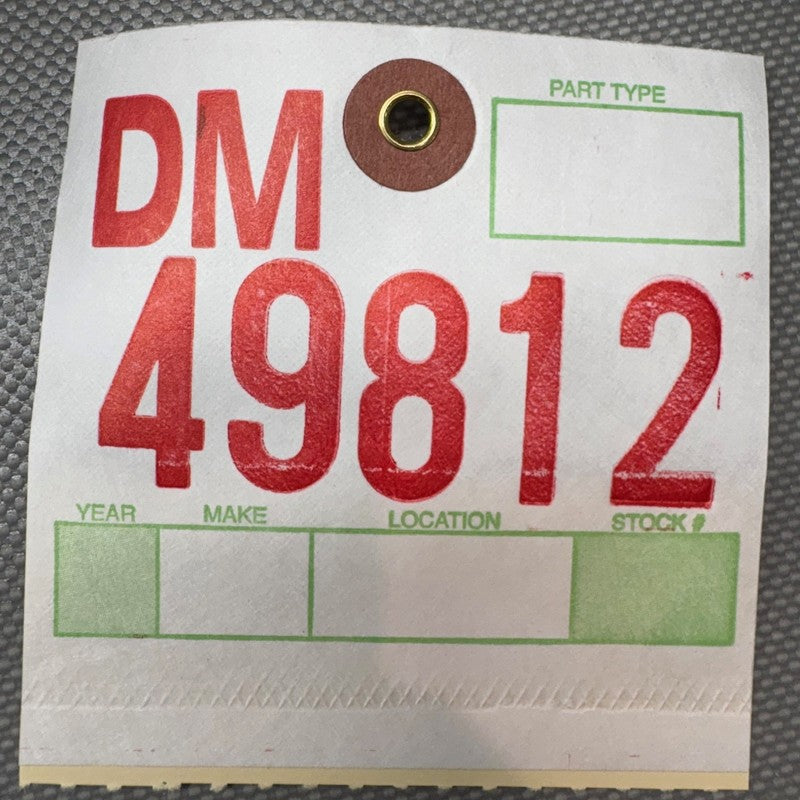 DM
PART TYPE
49812
YEAR MAKE LOCATION STOCK #